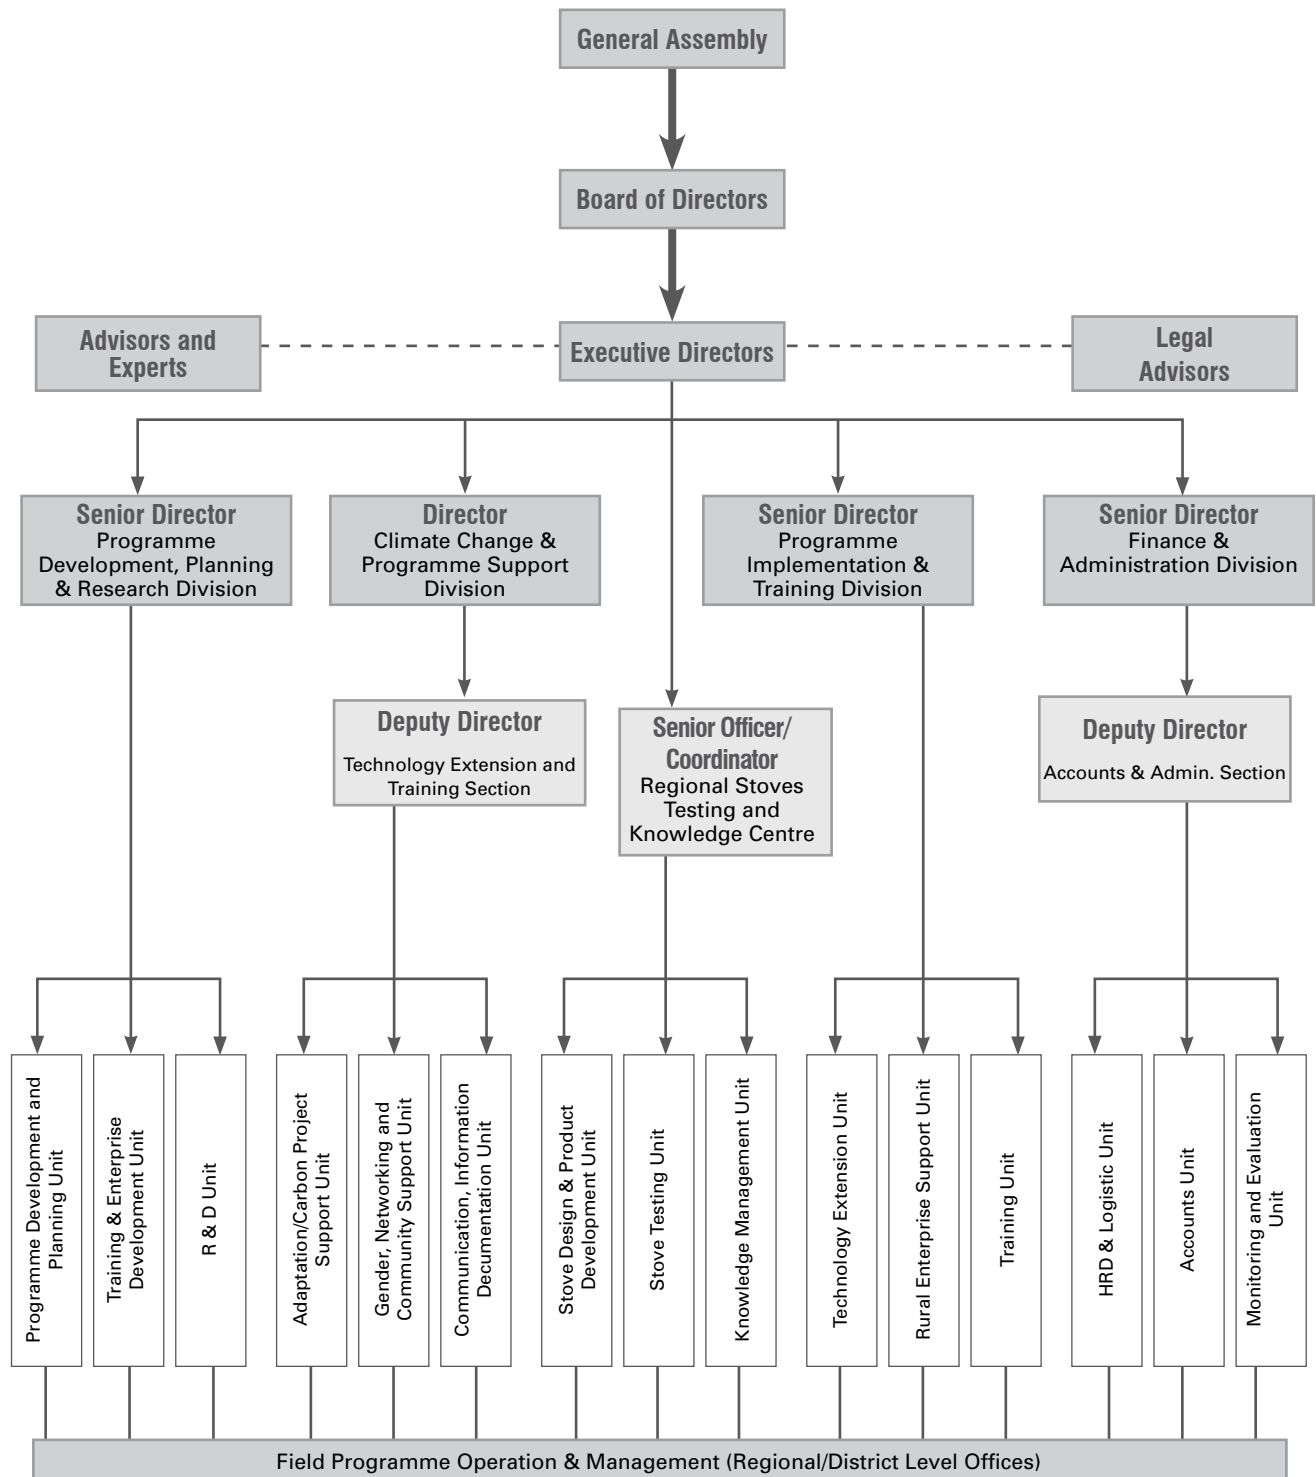 General Assembly
Board of Directors
Advisors and
Experts
Executive Directors
Legal
Advisors
Senior Director
Programme
Development, Planning
& Research Division
Director
Climate Change &
Programme Support
Division
Senior Director
Programme
Implementation &
Training Division
Senior Director
Finance &
Administration Division
Deputy Director
Technology Extension and
Training Section
Senior Officer/
Coordinator
Regional Stoves
Testing and
Knowledge Centre
Deputy Director
Accounts & Admin. Section
Programme Development and
Planning Unit
Training & Enterprise
Development Unit
R & D Unit
Adaptation/Carbon Project
Support Unit
Gender, Networking and
Community Support Unit
Communication, Information
Decumentation Unit
Stove Design & Product
Development Unit
Stove Testing Unit
Knowledge Management Unit
Technology Extension Unit
Rural Enterprise Support Unit
Training Unit
HRD & Logistic Unit
Accounts Unit
Monitoring and Evaluation
Unit
Field Programme Operation & Management (Regional/District Level Offices)